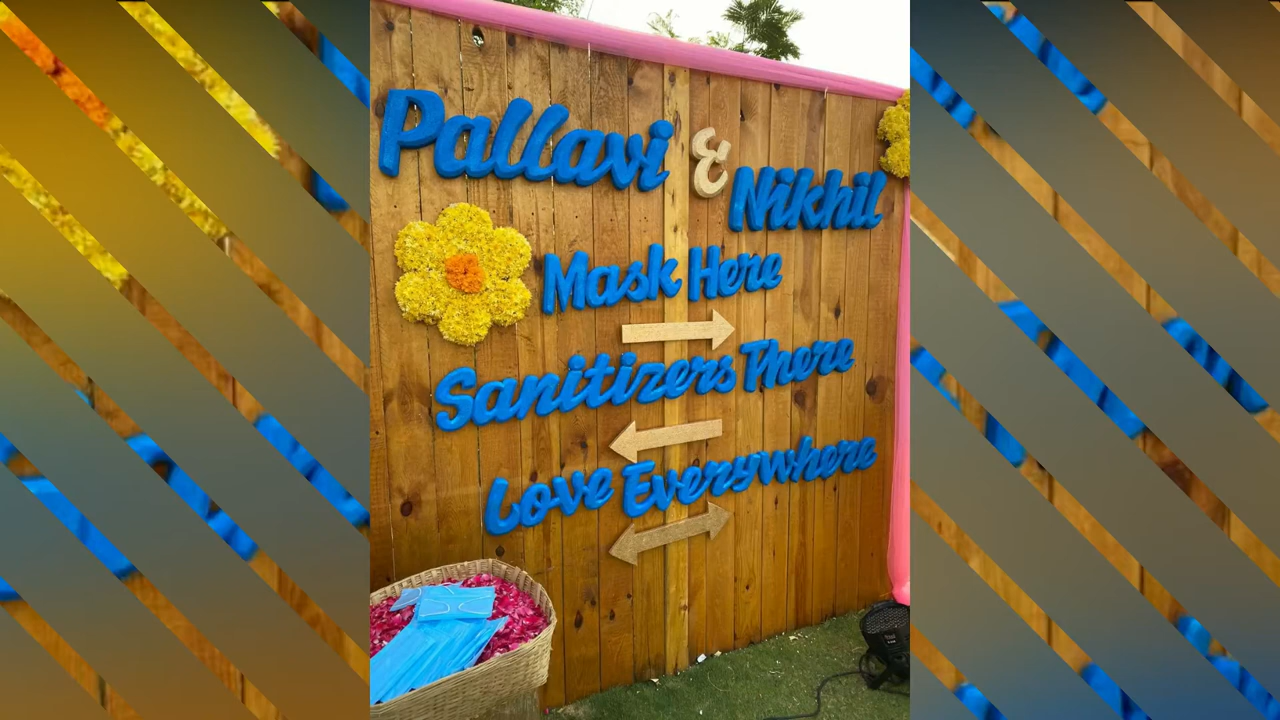 Pallavi &
Nikhil
Mask Here
Sanitizers There
Love Everywhere